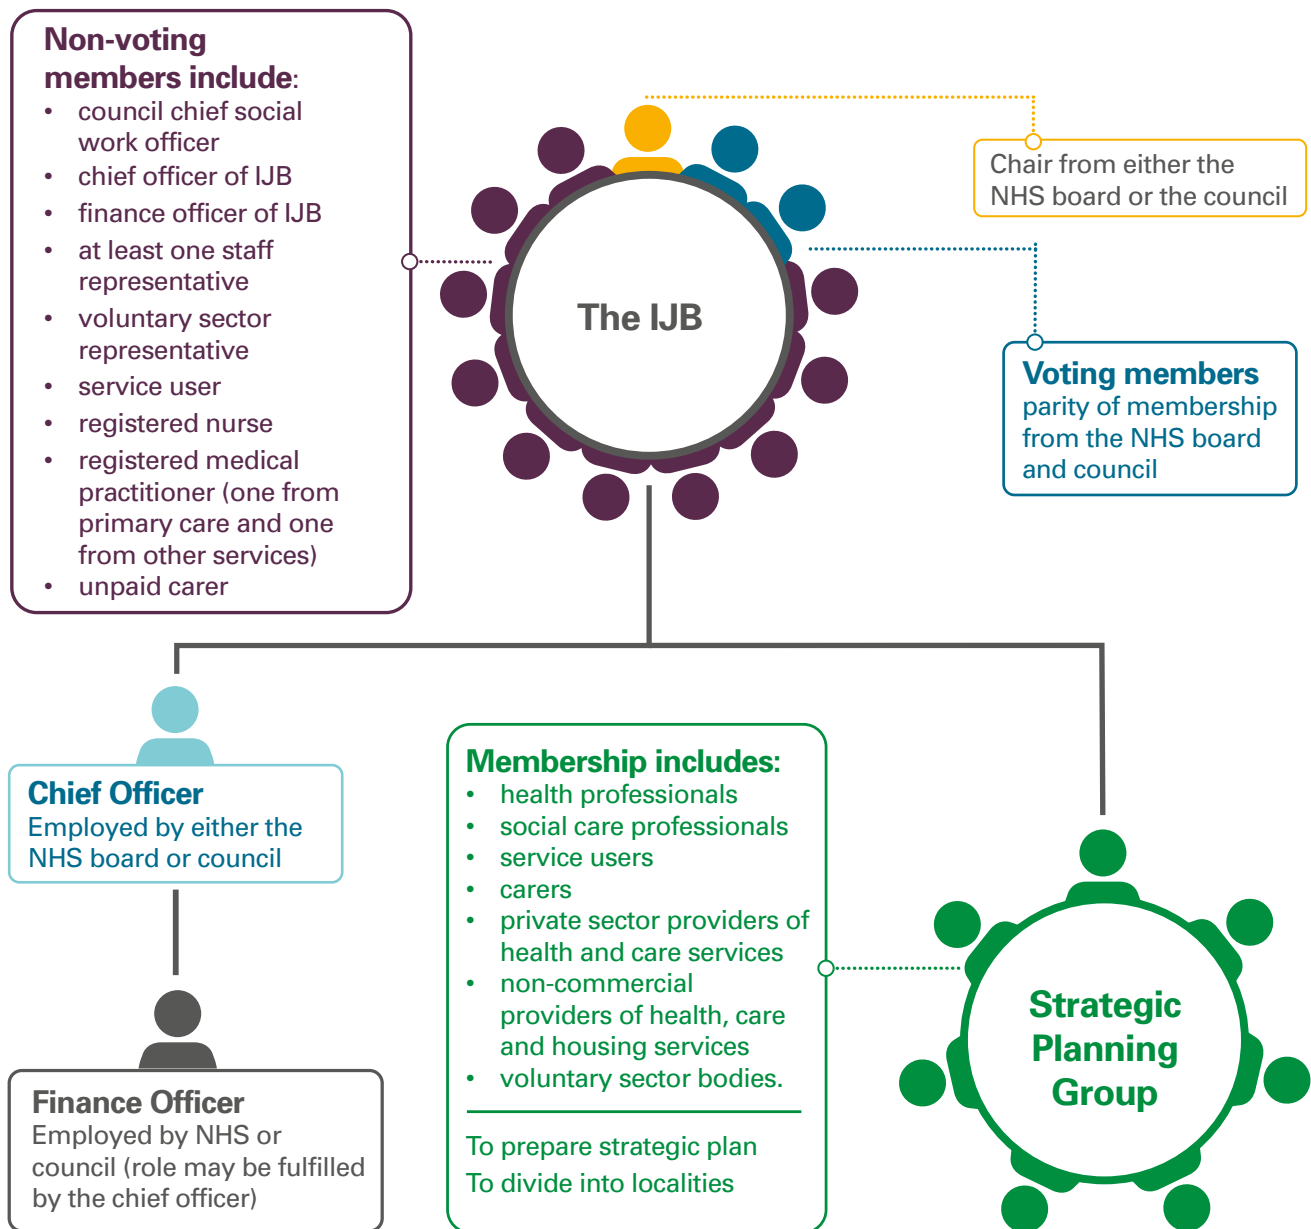 Non-voting
members include:
• council chief social
work officer
• chief officer of IJB
• finance officer of IJB
• at least one staff
representative
• voluntary sector
representative
• service user
• registered nurse
• registered medical
practitioner (one from
primary care and one
from other services)
• unpaid carer
The IJB
Chair from either the
NHS board or the council
Voting members
parity of membership
from the NHS board
and council
Chief Officer
Employed by either the
NHS board or council
Finance Officer
Employed by NHS or
council (role may be fulfilled
by the chief officer)
Membership includes:
• health professionals
• social care professionals
• service users
• carers
• private sector providers of
health and care services
• non-commercial
providers of health, care
and housing services
• voluntary sector bodies.
To prepare strategic plan
To divide into localities
Strategic
Planning
Group